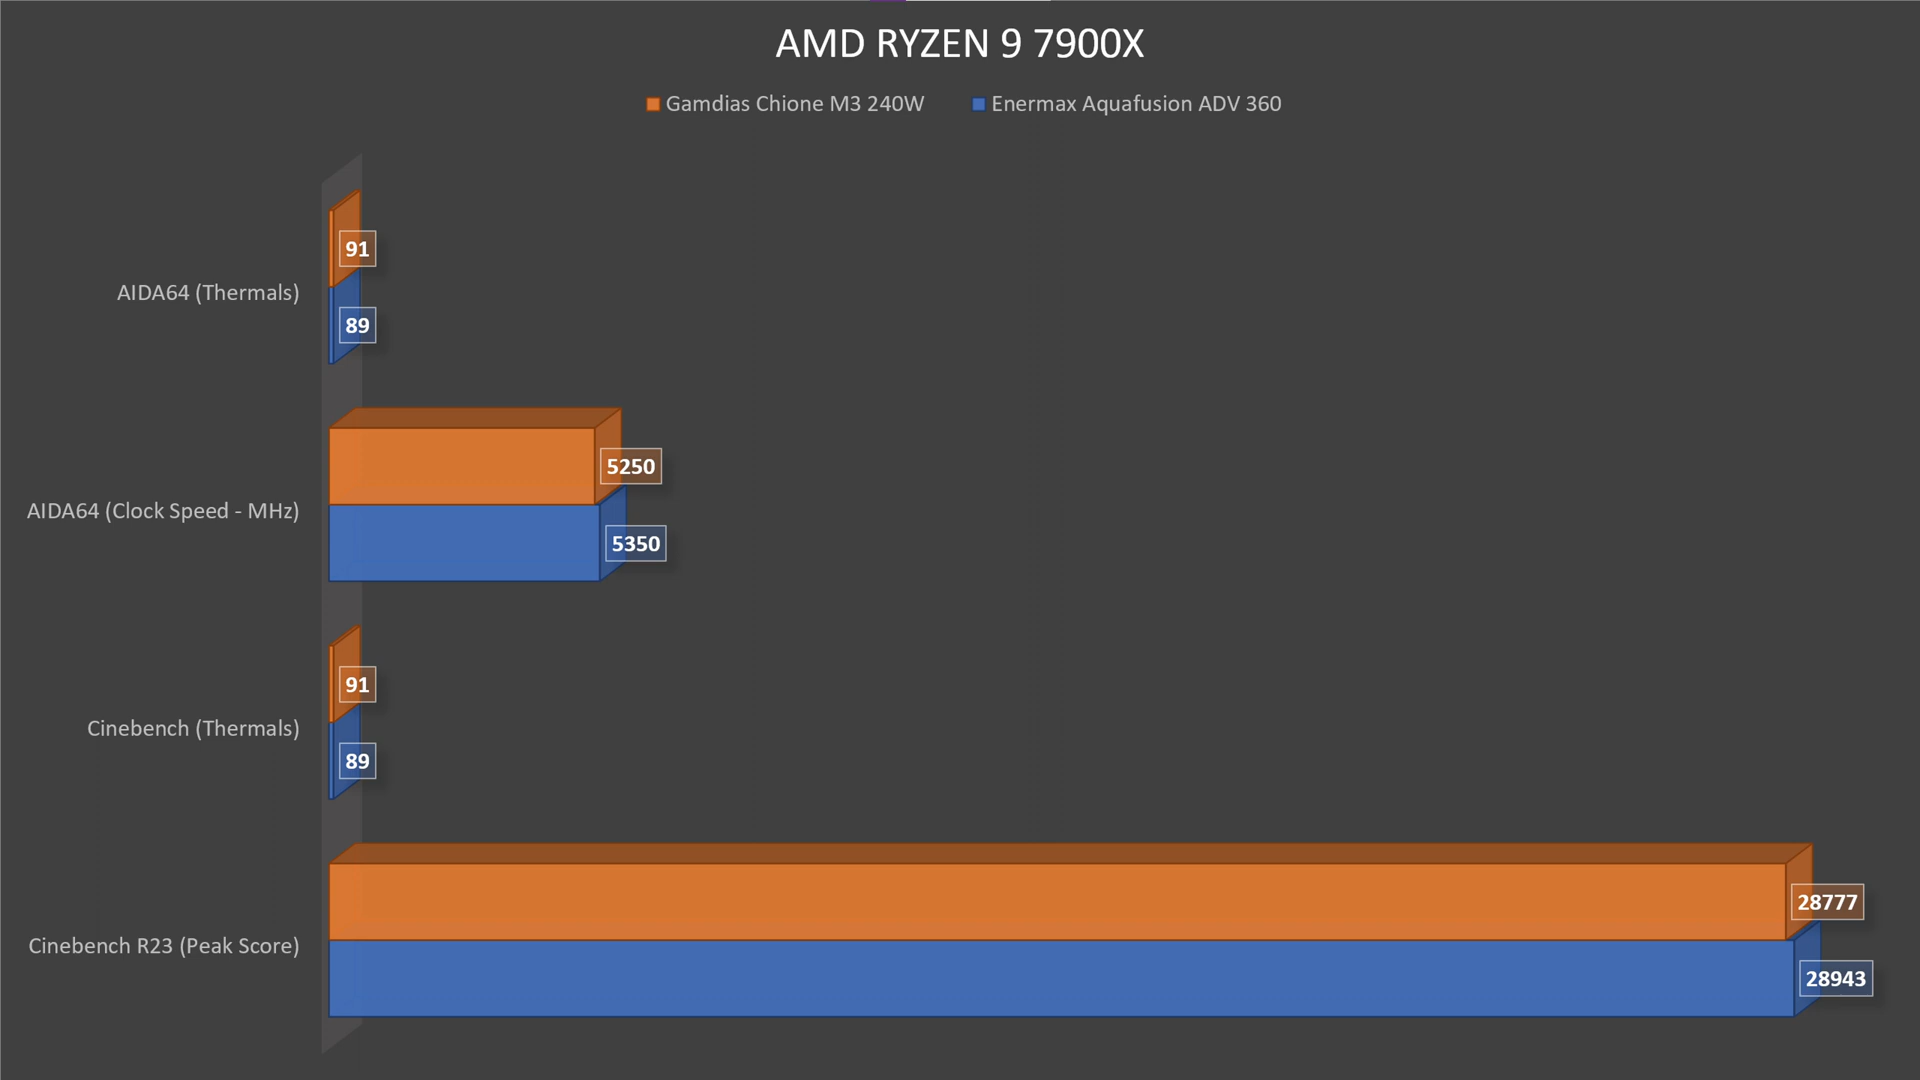 AMD RYZEN 9 7900X
Gamdias Chione M3 240W
Enermax Aquafusion ADV 360
AIDA64 (Thermals)
91
89
AIDA64 (Clock Speed - MHz)
5250
5350
Cinebench (Thermals)
91
89
Cinebench R23 (Peak Score)
28777
28943